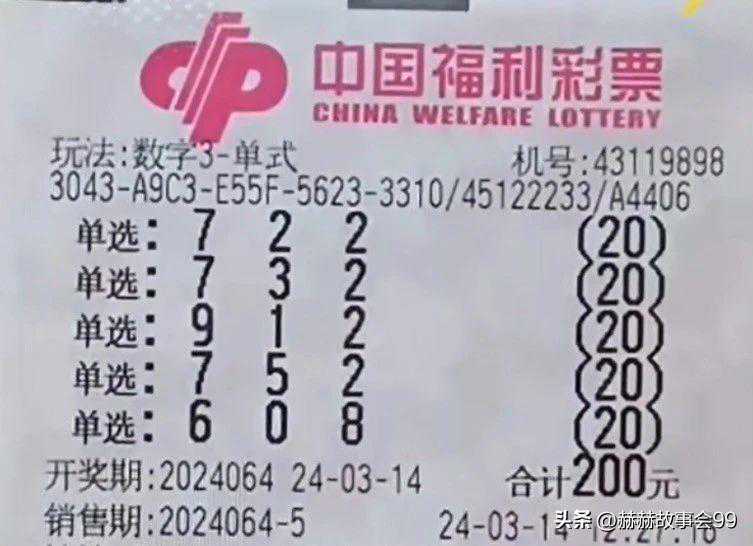 中国福利彩票
CHINA WELFARE LOTTERY
玩法:数字3-单式 机号:43119898
3043-A9C3-E55F-5623-3310/45122233/A4406
单选: 7 2 2 (20)
单选: 7 3 2 (20)
单选: 9 1 2 (20)
单选: 7 5 2 (20)
单选: 6 0 8 (20)
开奖期:2024064 24-03-14 合计200元
销售期:2024064-5 24-03-14
头条 @赫赫故事会99